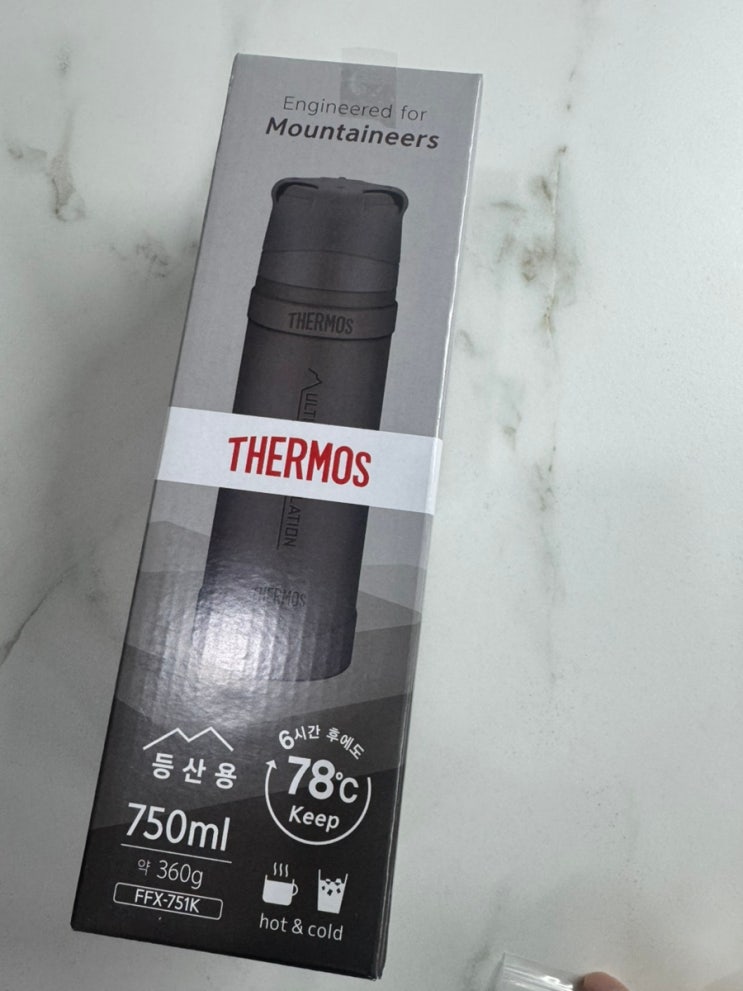 Engineered for
Mountaineers
THERMOS
THERMOS
THERMOS
등산용
750ml
약 360g
FFX-751K
6시간 후에도
78℃
Keep
hot & cold